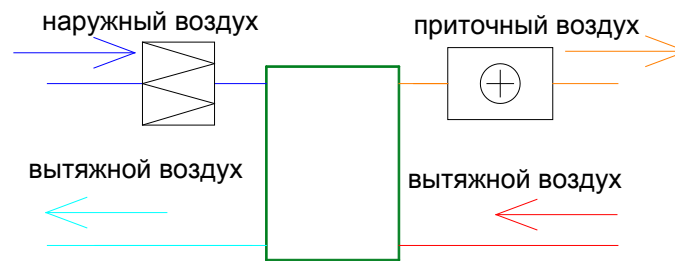 наружный воздух
приточный воздух
вытяжной воздух
вытяжной воздух